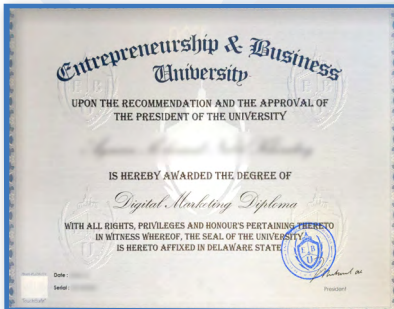 Entrepreneurship & Business
University
UPON THE RECOMMENDATION AND THE APPROVAL OF
THE PRESIDENT OF THE UNIVERSITY
IS HEREBY AWARDED THE DEGREE OF
Digital Marketing Diploma
WITH ALL RIGHTS, PRIVILEGES AND HONOUR'S PERTAINING THERETO
IN WITNESS WHEREOF, THE SEAL OF THE UNIVERSITY
IS HERETO AFFIXED IN DELAWARE STATE
Date :
Serial :
President